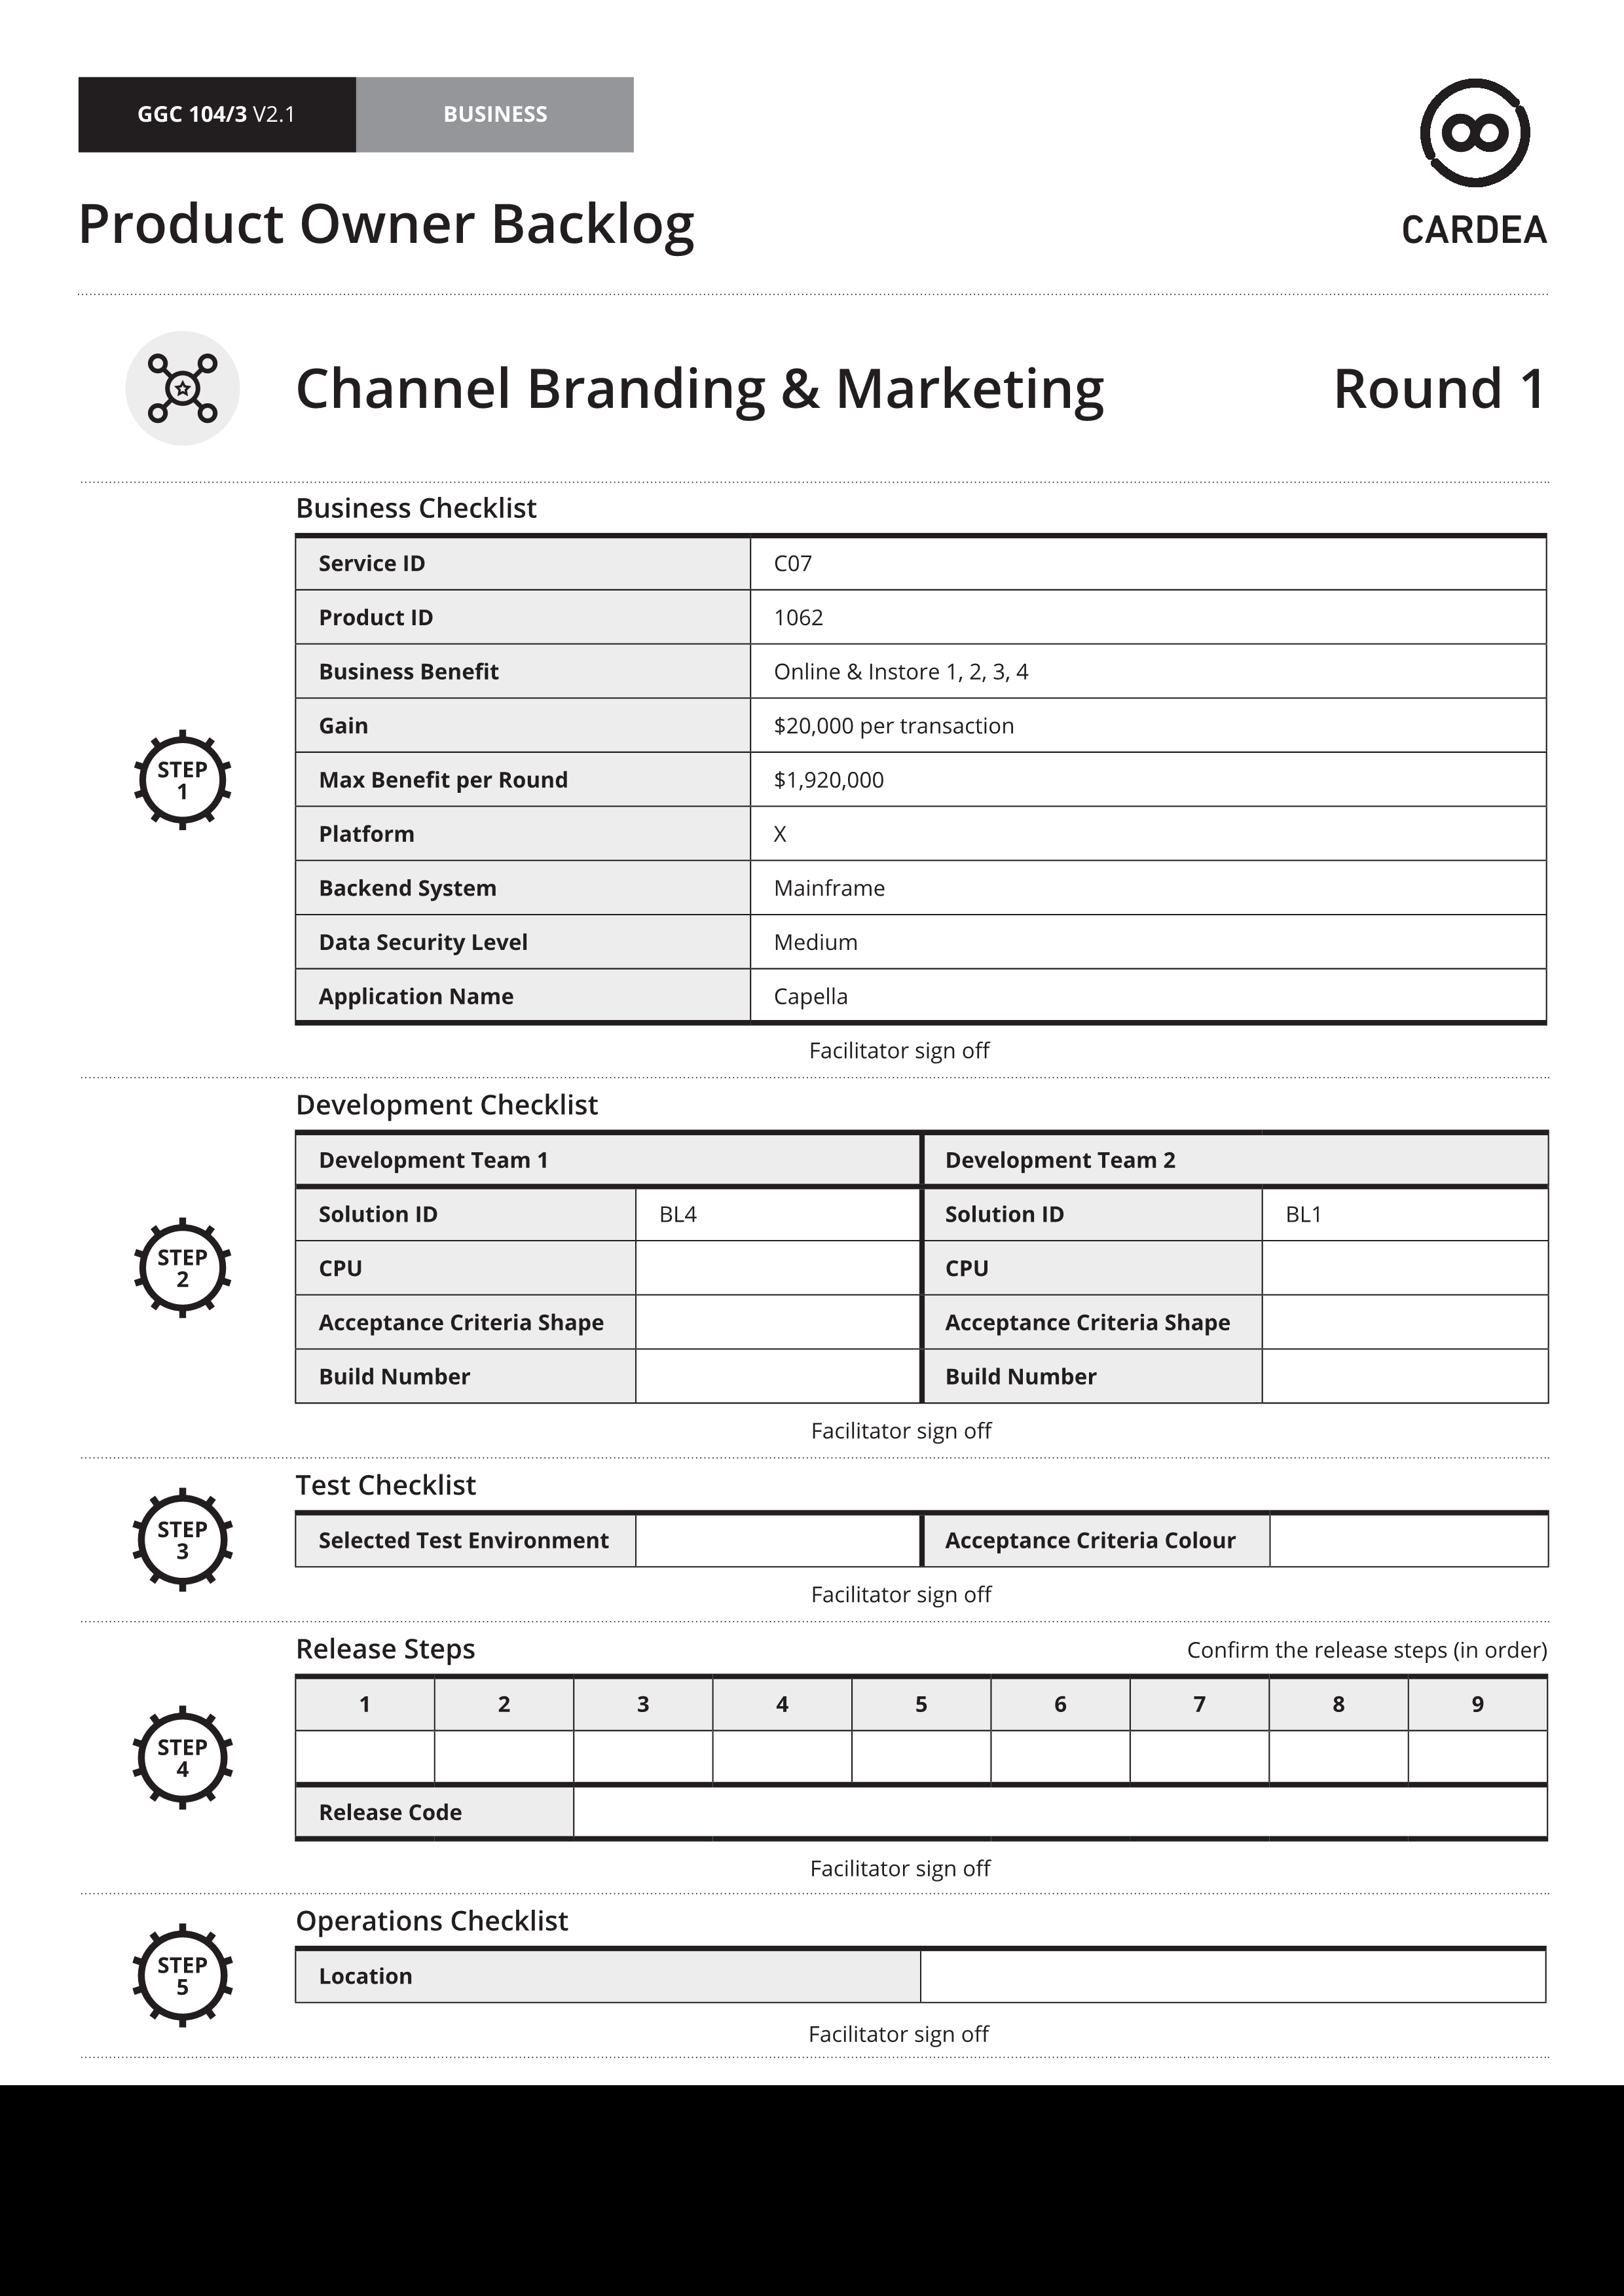 GGC 104/3 V2.1 BUSINESS
CARDEA
Product Owner Backlog
Channel Branding & Marketing Round 1
Business Checklist
Service ID C07
Product ID 1062
Business Benefit Online & Instore 1, 2, 3, 4
Gain $20,000 per transaction
Max Benefit per Round $1,920,000
Platform X
Backend System Mainframe
Data Security Level Medium
Application Name Capella
STEP
1
Facilitator sign off
Development Checklist
Development Team 1 Development Team 2
Solution ID BL4 Solution ID BL1
CPU CPU
Acceptance Criteria Shape Acceptance Criteria Shape
Build Number Build Number
STEP
2
Facilitator sign off
Test Checklist
Selected Test Environment Acceptance Criteria Colour
STEP
3
Facilitator sign off
Release Steps Confirm the release steps (in order)
1 2 3 4 5 6 7 8 9
STEP
4
Release Code
Facilitator sign off
Operations Checklist
Location
STEP
5
Facilitator sign off